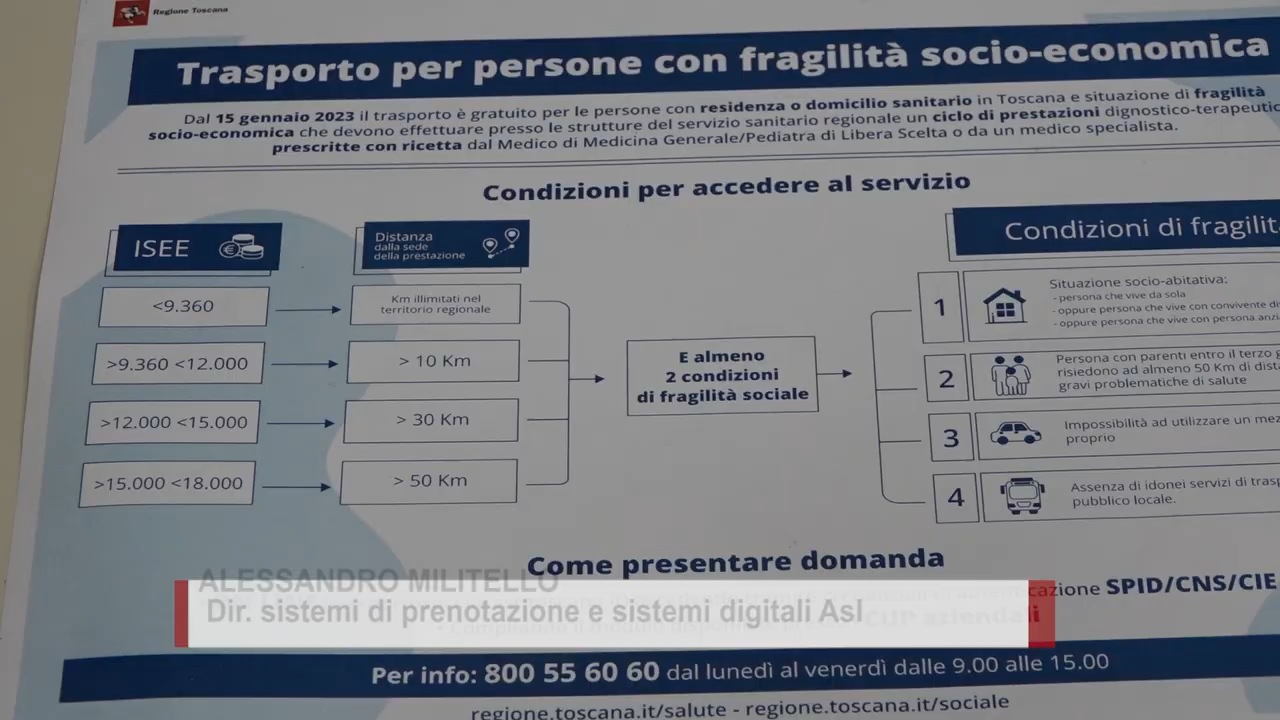 Regione Toscana
Trasporto per persone con fragilità socio-economica
Dal 15 gennaio 2023 il trasporto è gratuito per le persone con residenza o domicilio sanitario in Toscana e situazione di fragilità
socio-economica che devono effettuare presso le strutture del servizio sanitario regionale un ciclo di prestazioni diagnostico-terapeutic
prescritte con ricetta dal Medico di Medicina Generale/Pediatra di Libera Scelta o da un medico specialista.
Condizioni per accedere al servizio
ISEE
Distanza
dalla sede
della prestazione
<9.360
Km illimitati nel
territorio regionale
>9.360 <12.000
> 10 Km
>12.000 <15.000
> 30 Km
>15.000 <18.000
> 50 Km
E almeno
2 condizioni
di fragilità sociale
Condizioni di fragilit
1
Situazione socio-abitativa:
- persona che vive da sola
- oppure persona che vive con convivente di
- oppure persona che vive con persona anzi
2
Persona con parenti entro il terzo g
risiedono ad almeno 50 Km di dist
gravi problematiche di salute
3
Impossibilità ad utilizzare un mez
proprio
4
Assenza di idonei servizi di tras
pubblico locale.
Come presentare domanda
cazione SPID/CNS/CIE
CUP aziendali
ALESSANDRO MILITELLO
Dir. sistemi di prenotazione e sistemi digitali Asl
Per info: 800 55 60 60 dal lunedì al venerdì dalle 9.00 alle 15.00
regione.toscana.it/salute - regione.toscana.it/sociale